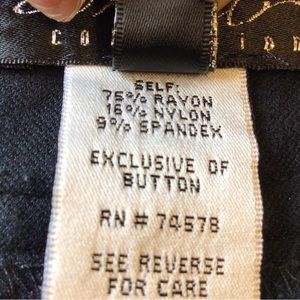 SELF:
75% RAYON
16% NYLON
9% SPANDEX
EXCLUSIVE OF
BUTTON
RN # 74578
SEE REVERSE
FOR CARE